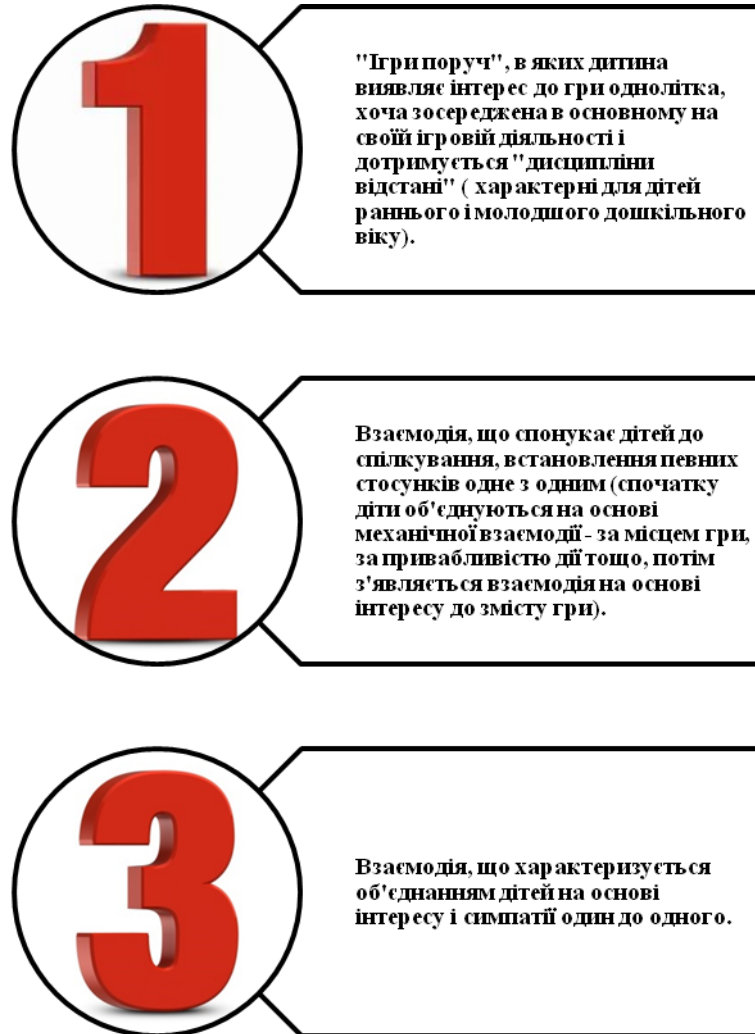 1
"Ігри поруч", в яких дитина
виявляє інтерес до гри однолітка,
хоча зосереджена в основному на
своїй ігровій діяльності і
дотримується "дисципліни
відстані" ( характерні для дітей
раннього і молодшого дошкільного
віку).
2
Взаємодія, що спонукає дітей до
спілкування, встановлення певних
стосунків одне з одним (спочатку
діти об'єднуються на основі
механічної взаємодії - за місцем гри,
за привабливістю дії тощо, потім
з'являється взаємодія на основі
інтересу до змісту гри).
3
Взаємодія, що характеризується
об'єднанням дітей на основі
інтересу і симпатії один до одного.